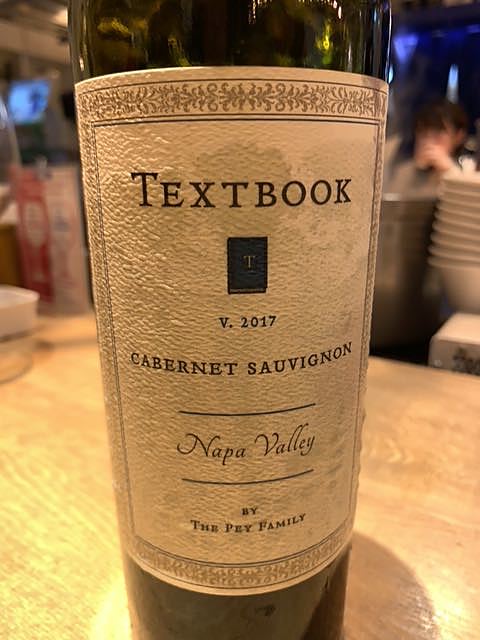 TEXTBOOK
T
V. 2017
CABERNET SAUVIGNON
Napa Valley
BY
THE PEY FAMILY